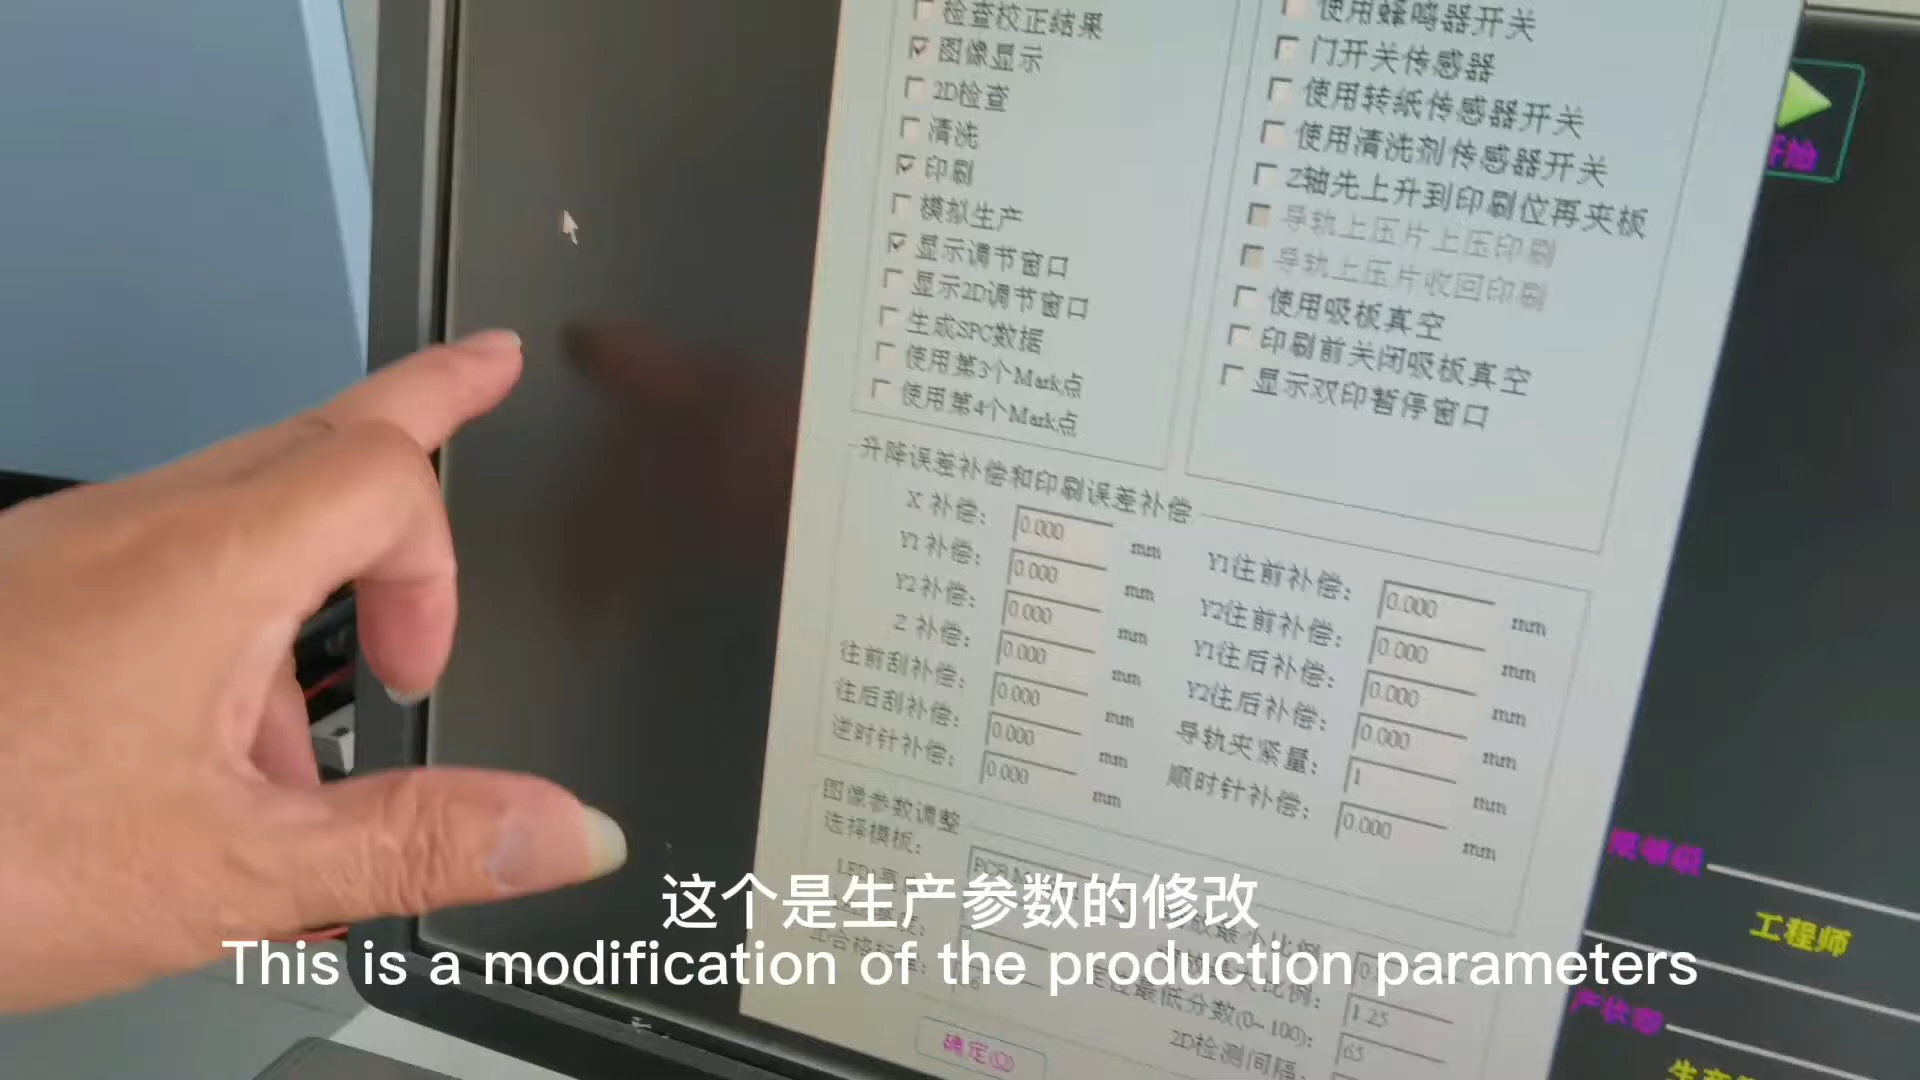 检查校正结果
图像显示
2D检查
清洗
印刷
模拟生产
显示调节窗口
显示2D调节窗口
生成SPC数据
使用第3个Mark点
使用第4个Mark点
使用蜂鸣器开关
门开关传感器
使用转纸传感器开关
使用清洗剂传感器开关
Z轴先上升到印刷位再夹板
导轨上压片上压印刷
导轨上压片收回印刷
使用吸板真空
印刷前关闭吸板真空
显示双印暂停窗口
开始
升降误差补偿和印刷误差补偿
X 补偿: 0.000 mm
Y1 补偿: 0.000 mm
Y2 补偿: 0.000 mm
Z 补偿: 0.000 mm
往前刮补偿: 0.000 mm
往后刮补偿: 0.000 mm
逆时针补偿: 0.000 mm
Y1往前补偿: 0.000 mm
Y2往前补偿: 0.000 mm
Y1往后补偿: 0.000 mm
Y2往后补偿: 0.000 mm
导轨夹紧量: 1 mm
顺时针补偿: 0.000 mm
图像参数调整
选择模板:
最低分数(0~100): 65
1.25
2D检测间隔:
确定(O)
工程师
这个是生产参数的修改
This is a modification of the production parameters